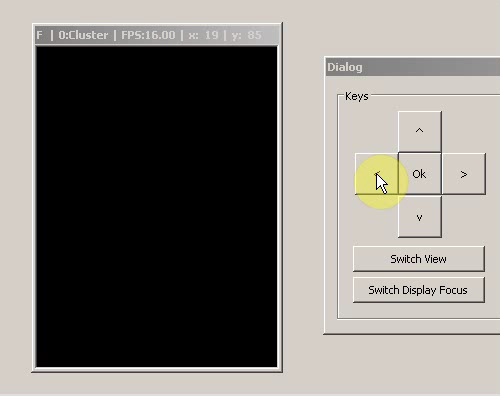 F | 0:Cluster | FPS:16.00 | x: 19 | y: 85
Dialog
Keys
^
< Ok >
v
Switch View
Switch Display Focus